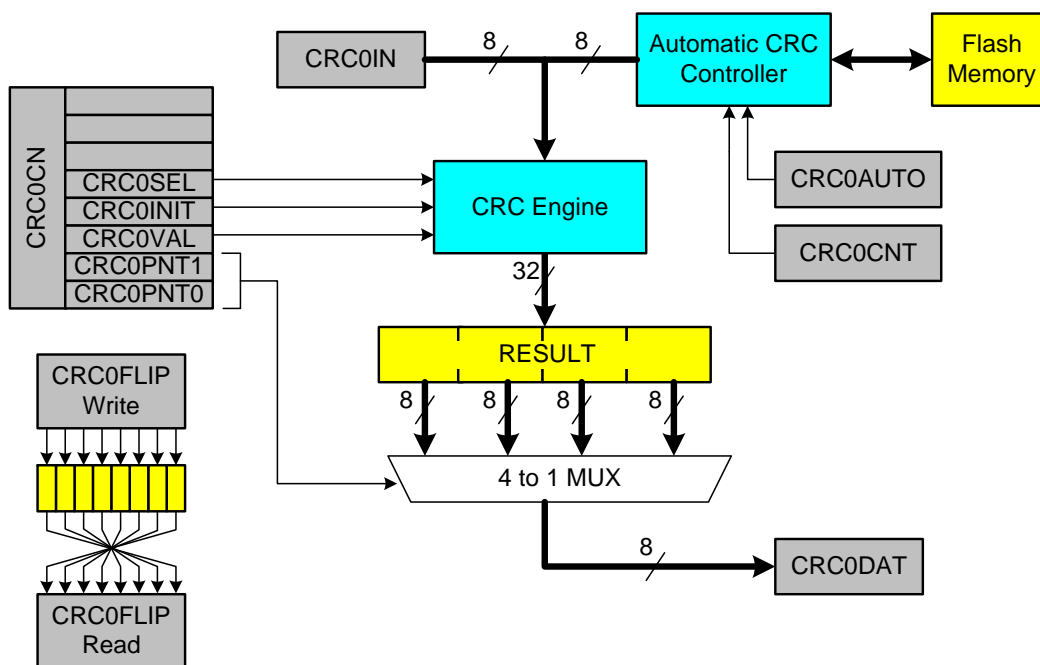 CRC0IN
8
8
Automatic CRC
Controller
Flash
Memory
CRC0CN
CRC0SEL
CRC0INIT
CRC0VAL
CRC0PNT1
CRC0PNT0
CRC Engine
CRC0AUTO
CRC0CNT
32
RESULT
8
8
8
8
4 to 1 MUX
8
CRC0DAT
CRC0FLIP
Write
CRC0FLIP
Read